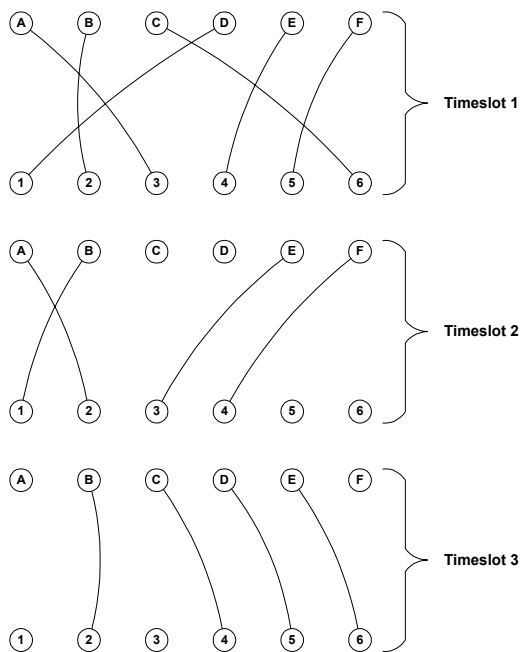 A B C D E F
Timeslot 1
1 2 3 4 5 6
A B C D E F
Timeslot 2
1 2 3 4 5 6
A B C D E F
Timeslot 3
1 2 3 4 5 6